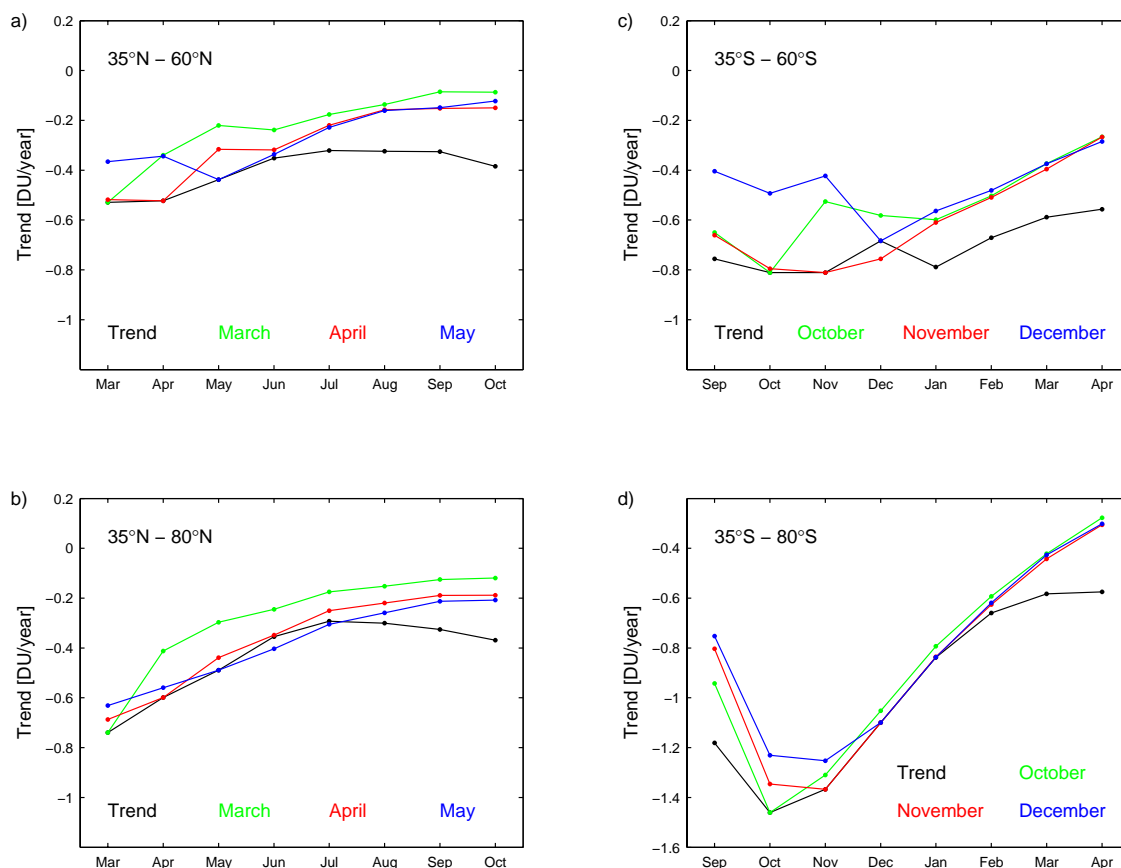 a)
35°N – 60°N
Trend [DU/year]
0.2
0
−0.2
−0.4
−0.6
−0.8
−1
Trend March April May
Mar Apr May Jun Jul Aug Sep Oct
c)
35°S – 60°S
Trend [DU/year]
0.2
0
−0.2
−0.4
−0.6
−0.8
−1
Trend October November December
Sep Oct Nov Dec Jan Feb Mar Apr
b)
35°N – 80°N
Trend [DU/year]
0.2
0
−0.2
−0.4
−0.6
−0.8
−1
Trend March April May
Mar Apr May Jun Jul Aug Sep Oct
d)
35°S – 80°S
Trend [DU/year]
−0.4
−0.6
−0.8
−1
−1.2
−1.4
−1.6
Trend October
November December
Sep Oct Nov Dec Jan Feb Mar Apr